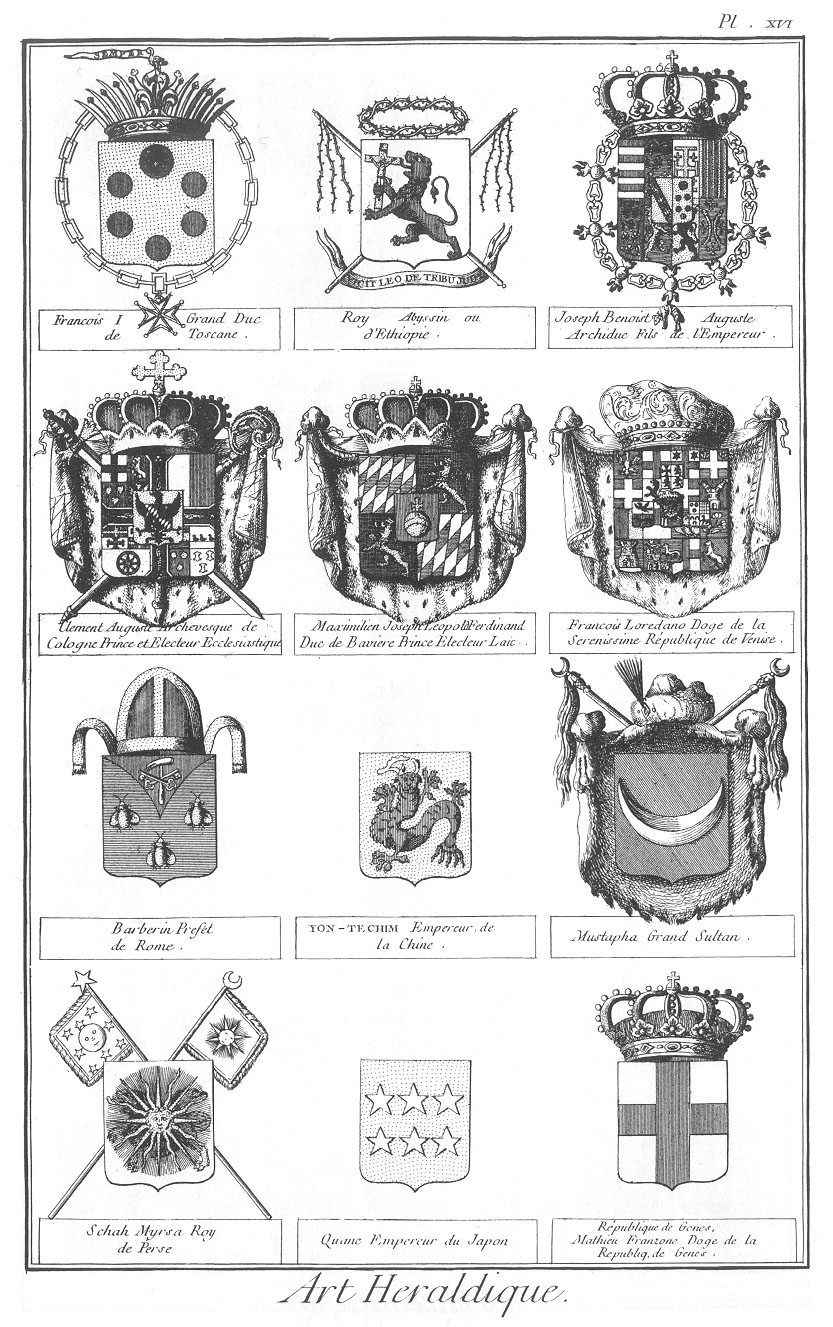 Pl. XVI
SEMPER
Francois I Grand Duc
de Toscane.
CIT LEO DE TRIBU JUD
Roy Abyssin ou
d'Ethiopie.
Joseph Benoist Auguste
Archiduc Fils de l'Empereur.
Clement Auguste Archevesque de
Cologne Prince et Electeur Ecclesiastique
Maximilien Joseph Leopold Ferdinand
Duc de Bavière Prince Electeur Laic.
Francois Loredano Doge de la
Serenissime République de Venise.
Barberin Prefet
de Rome.
YON-TECHIM Empereur de
la Chine.
Mustapha Grand Sultan.
Schah Myrsa Roy
de Perse
Quane Empereur du Japon
République de Genes,
Mathieu Franzone Doge de la
Republiq. de Genes.
Art Heraldique.